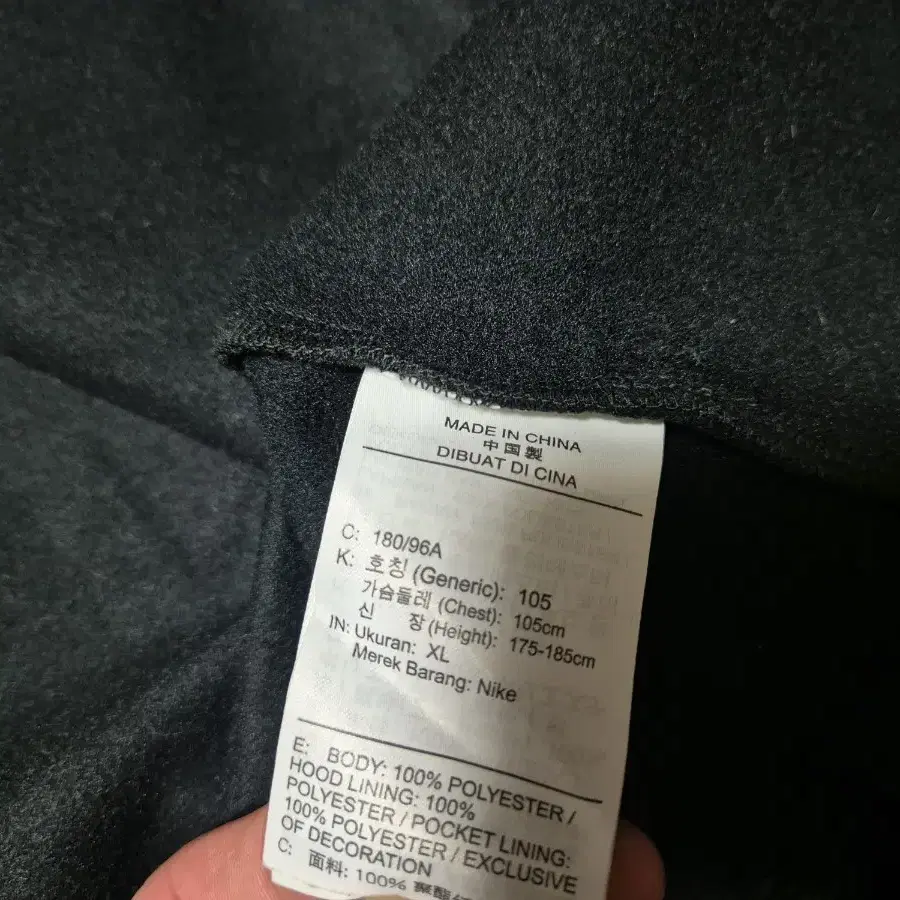 MADE IN CHINA
中国製
DIBUAT DI CINA
C: 180/96A
K: 호칭 (Generic): 105
가슴둘레 (Chest): 105cm
신 장 (Height): 175-185cm
IN: Ukuran: XL
Merek Barang: Nike
E: BODY: 100% POLYESTER /
HOOD LINING: 100%
POLYESTER / POCKET LINING:
100% POLYESTER / EXCLUSIVE
OF DECORATION
C: 面料: 100%